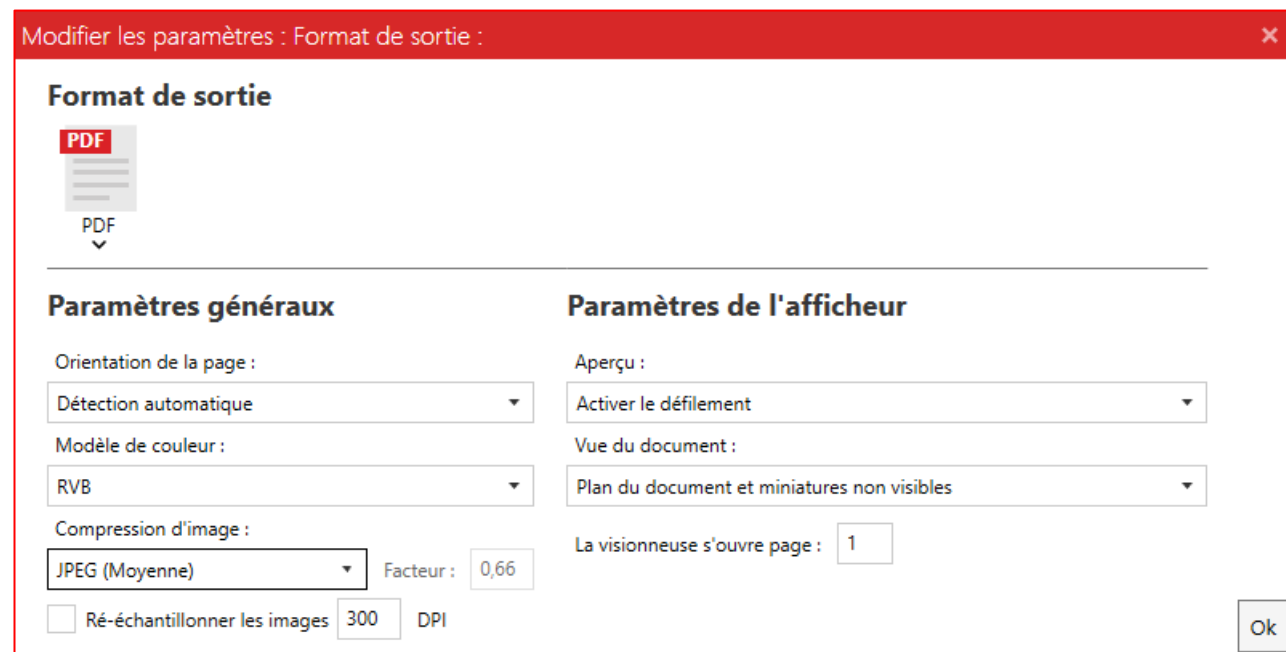 Modifier les paramètres : Format de sortie :
Format de sortie
PDF
PDF
Paramètres généraux
Orientation de la page :
Détection automatique
Modèle de couleur :
RVB
Compression d'image :
JPEG (Moyenne) Facteur : 0,66
Ré-échantillonner les images 300 DPI
Paramètres de l'afficheur
Aperçu :
Activer le défilement
Vue du document :
Plan du document et miniatures non visibles
La visionneuse s'ouvre page : 1
Ok